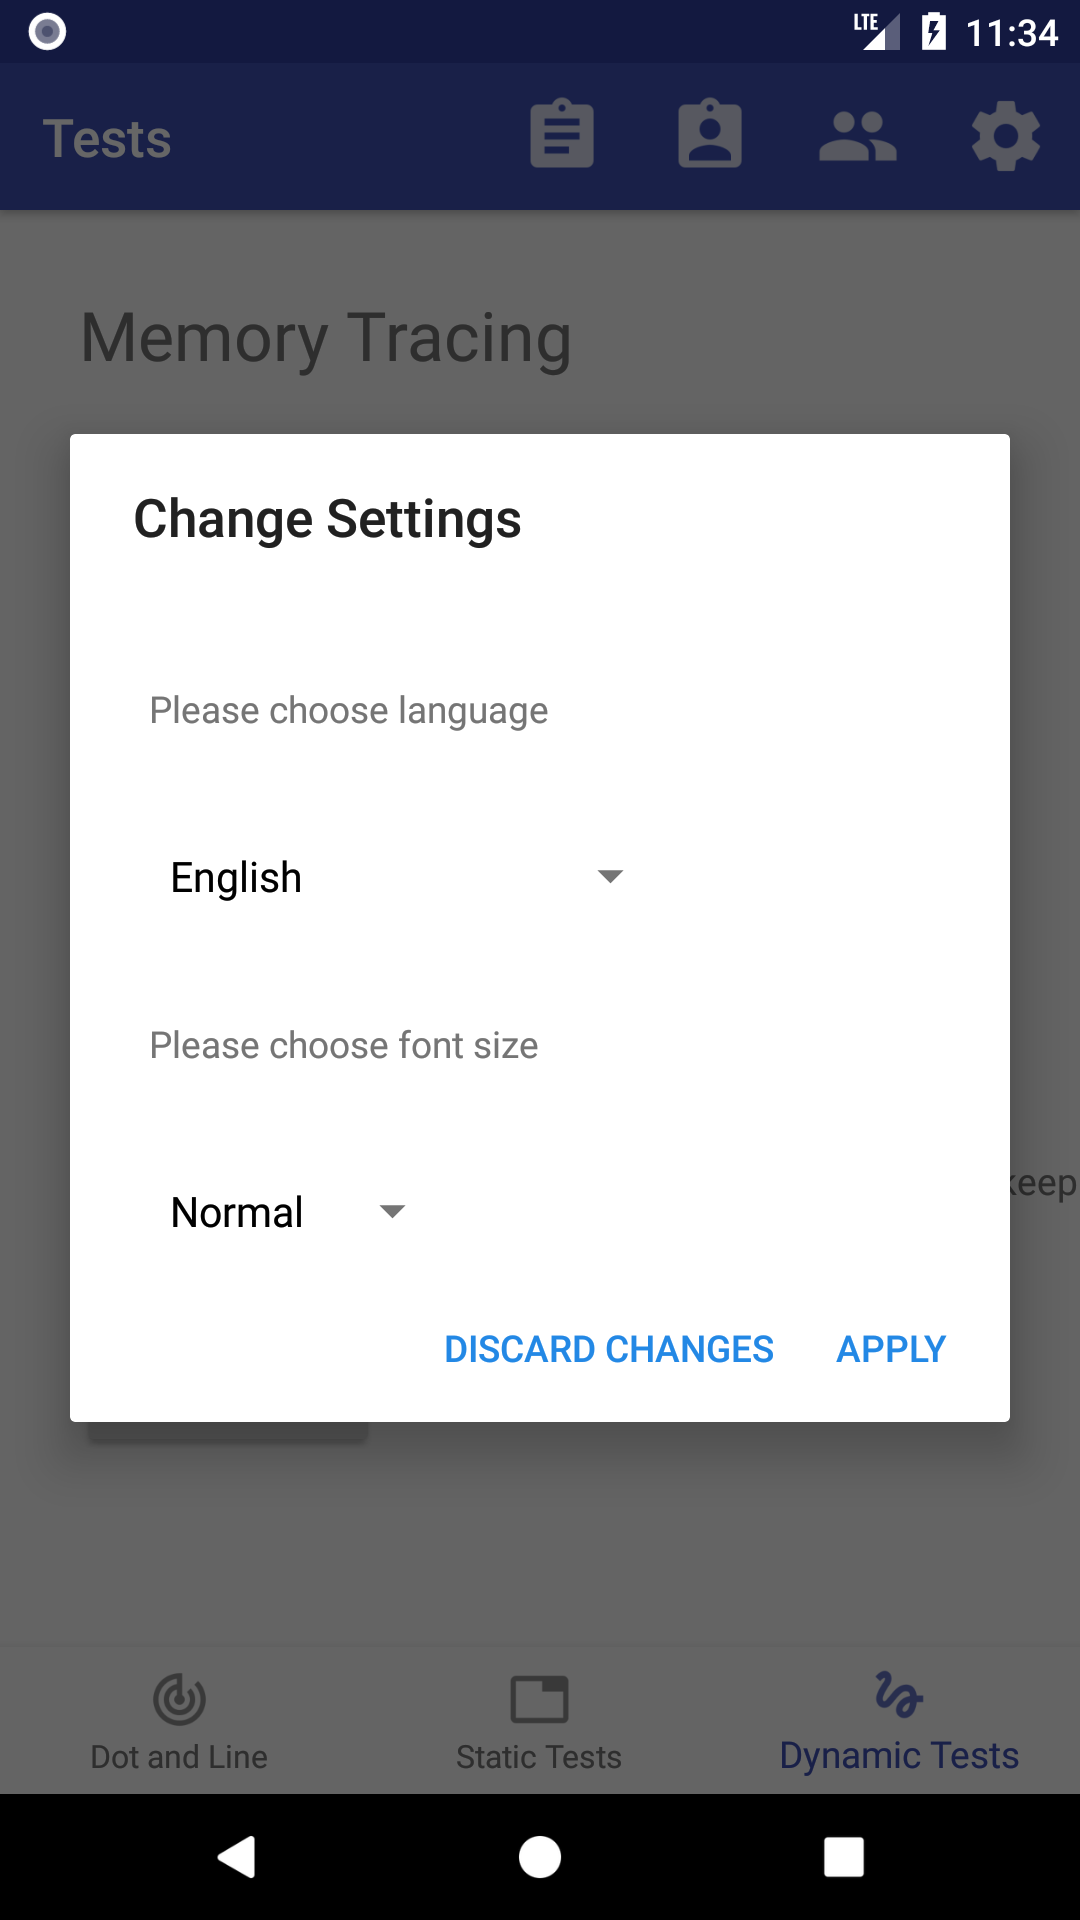 LTE 11:34
Tests
Memory Tracing
Change Settings
Please choose language
English
Please choose font size
keep
Normal
DISCARD CHANGES APPLY
Dot and Line Static Tests Dynamic Tests